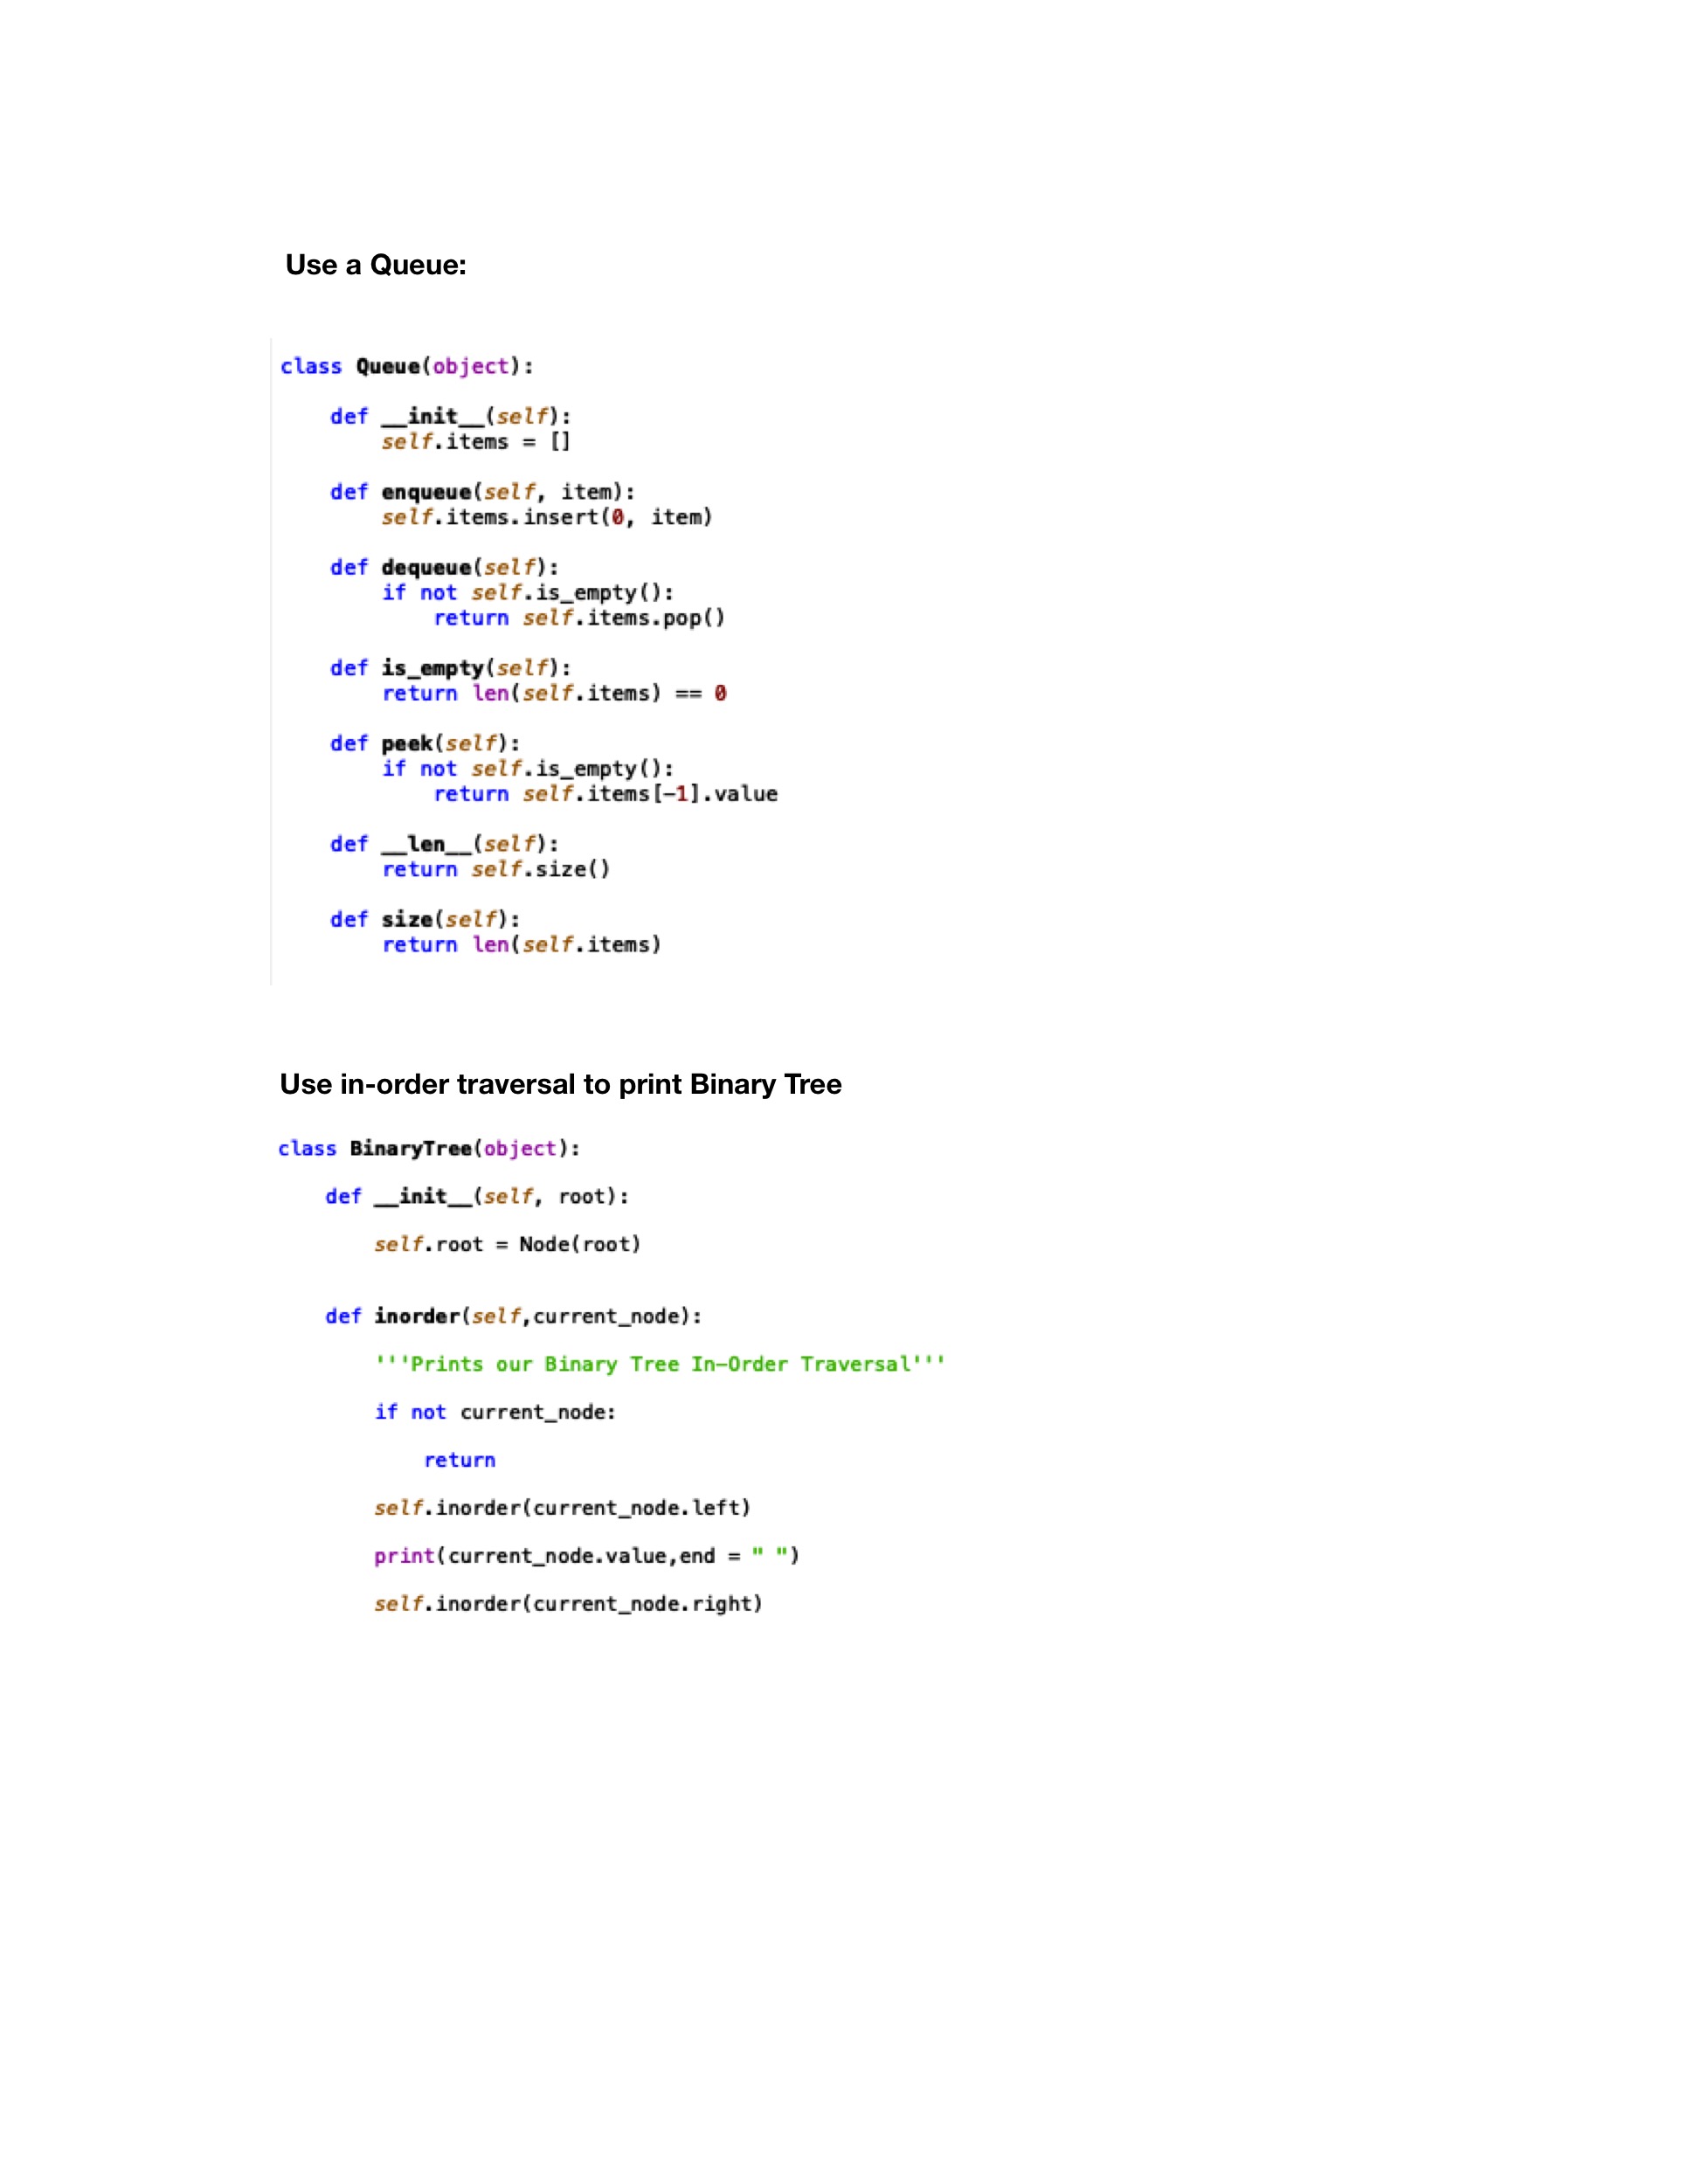 Use a Queue:
class Queue(object):
    def __init__(self):
        self.items = []
    def enqueue(self, item):
        self.items.insert(0, item)
    def dequeue(self):
        if not self.is_empty():
            return self.items.pop()
    def is_empty(self):
        return len(self.items) == 0
    def peek(self):
        if not self.is_empty():
            return self.items[-1].value
    def __len__(self):
        return self.size()
    def size(self):
        return len(self.items)
Use in-order traversal to print Binary Tree
class BinaryTree(object):
    def __init__(self, root):
        self.root = Node(root)
    def inorder(self,current_node):
        '''Prints our Binary Tree In-Order Traversal'''
        if not current_node:
            return
        self.inorder(current_node.left)
        print(current_node.value,end = " ")
        self.inorder(current_node.right)